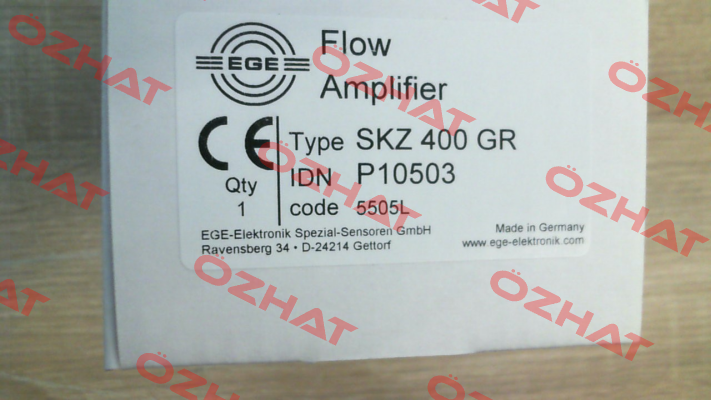 EGE
Flow
Amplifier
CE
Type SKZ 400 GR
IDN P10503
code 5505L
Qty
1
EGE-Elektronik Spezial-Sensoren GmbH
Ravensberg 34 • D-24214 Gettorf
Made in Germany
www.ege-elektronik.com
ÖZHAT
ÖZHAT
ÖZHAT
ÖZHAT
ÖZHAT
ÖZHAT
ÖZHAT
ÖZHAT
ÖZHAT
ÖZHAT